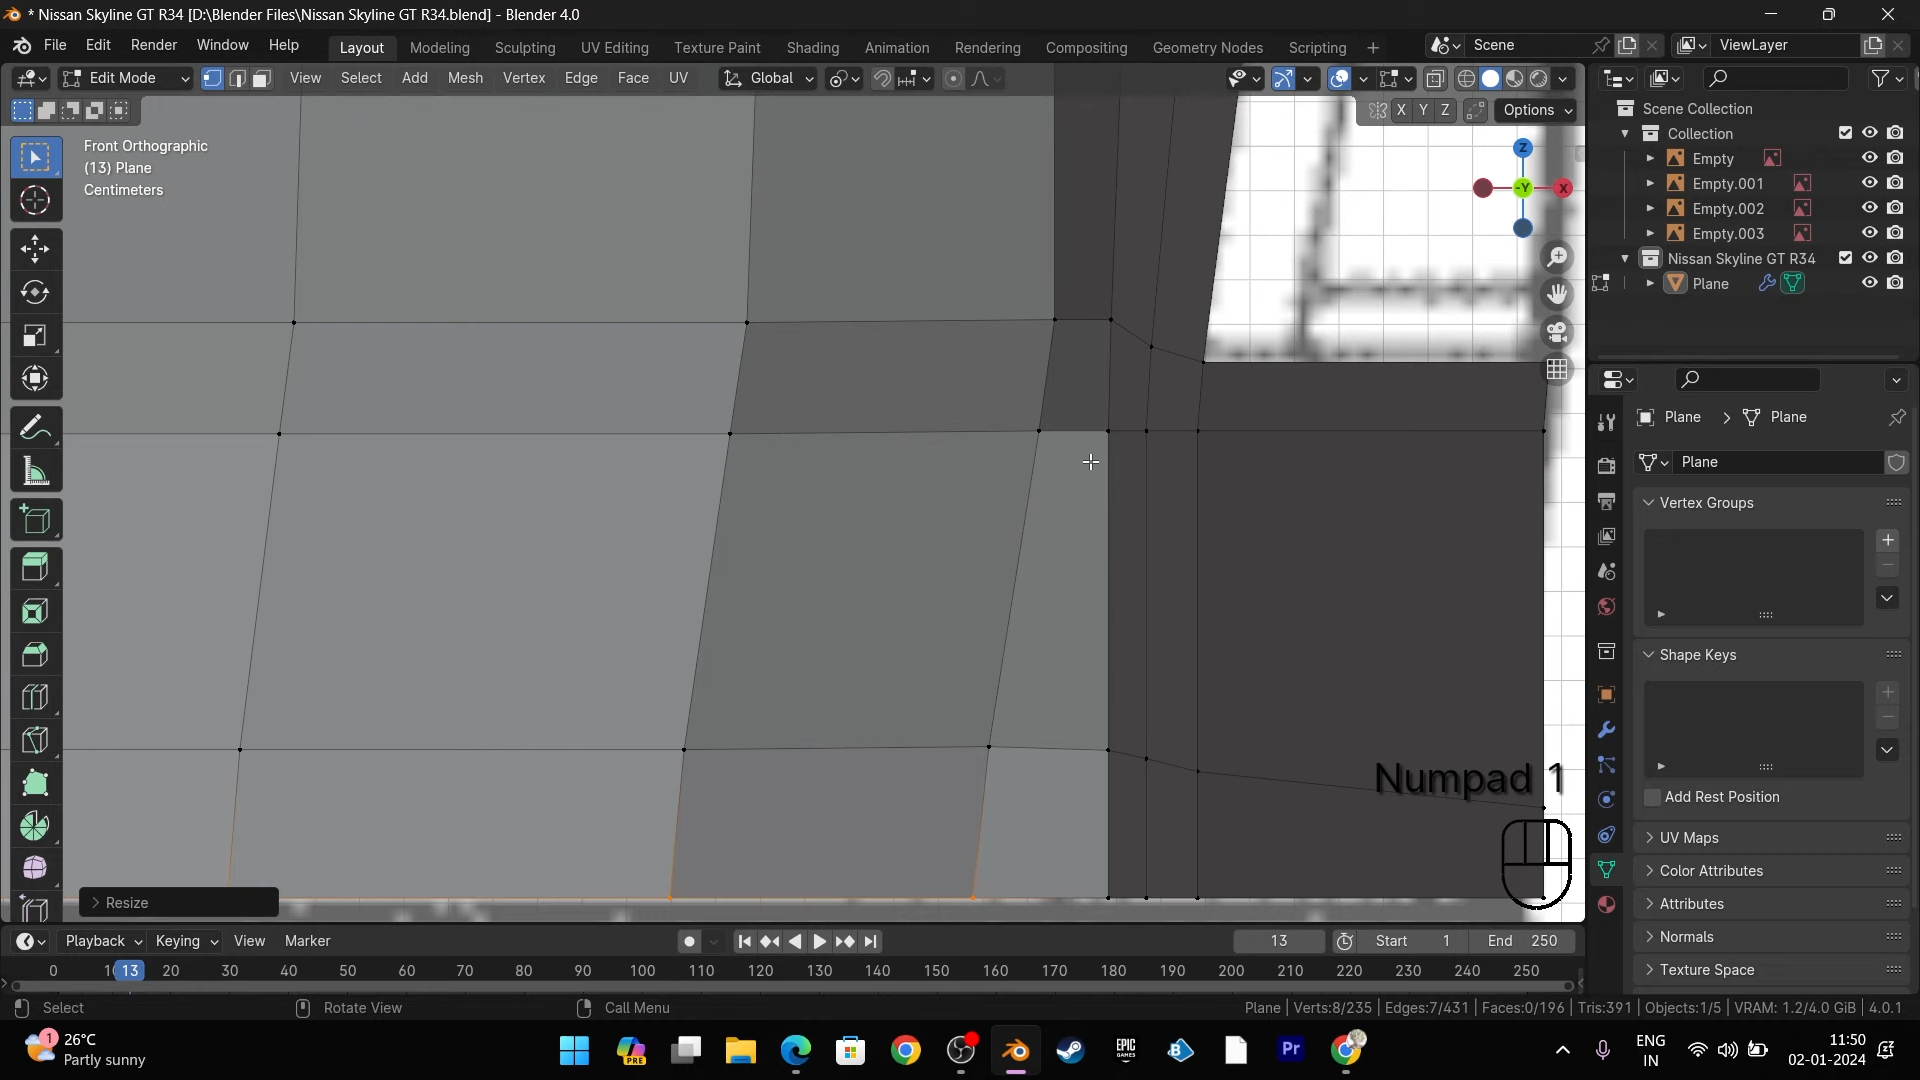 * Nissan Skyline GT R34 [D:\Blender Files\Nissan Skyline GT R34.blend] - Blender 4.0
File Edit Render Window Help Layout Modeling Sculpting UV Editing Texture Paint Shading Animation Rendering Compositing Geometry Nodes Scripting + Scene ViewLayer
Edit Mode View Select Add Mesh Vertex Edge Face UV Global
X Y Z Options
Front Orthographic
(13) Plane
Centimeters
Z
-Y X
Scene Collection
Collection
Empty
Empty.001
Empty.002
Empty.003
Nissan Skyline GT R34
Plane
Plane > Plane
Plane
Vertex Groups
Shape Keys
Add Rest Position
UV Maps
Color Attributes
Attributes
Normals
Texture Space
Numpad 1
> Resize
Playback Keying View Marker 13 Start 1 End 250
0 10 13 20 30 40 50 60 70 80 90 100 110 120 130 140 150 160 170 180 190 200 210 220 230 240 250
Select Rotate View Call Menu Plane | Verts:8/235 | Edges:7/431 | Faces:0/196 | Tris:391 | Objects:1/5 | VRAM: 1.2/4.0 GiB | 4.0.1
1 26°C
Partly sunny
PRE
EPIC
GAMES
B
Pr
ENG
IN
11:50
02-01-2024